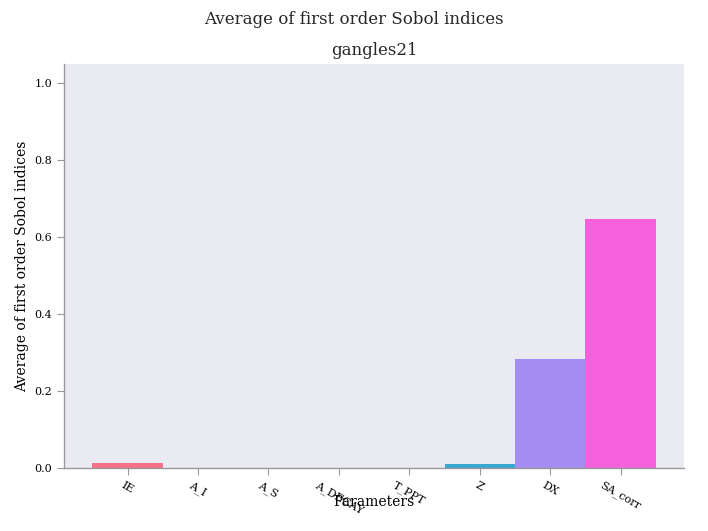 Average of first order Sobol indices
gangles21
Average of first order Sobol indices
1.0
0.8
0.6
0.4
0.2
0.0
IE
A_I
A_S
A_DECAY
T_PPT
Z
DX
SA_corr
Parameters